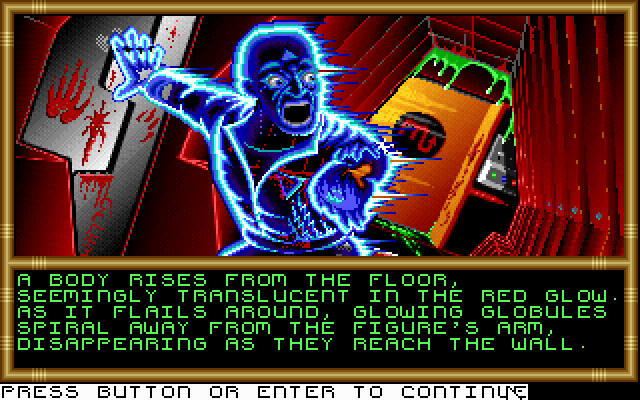 RU
A BODY RISES FROM THE FLOOR,
SEEMINGLY TRANSLUCENT IN THE RED GLOW.
AS IT FLAILS AROUND, GLOWING GLOBULES
SPIRAL AWAY FROM THE FIGURE'S ARM,
DISAPPEARING AS THEY REACH THE WALL.
PRESS BUTTON OR ENTER TO CONTINUE